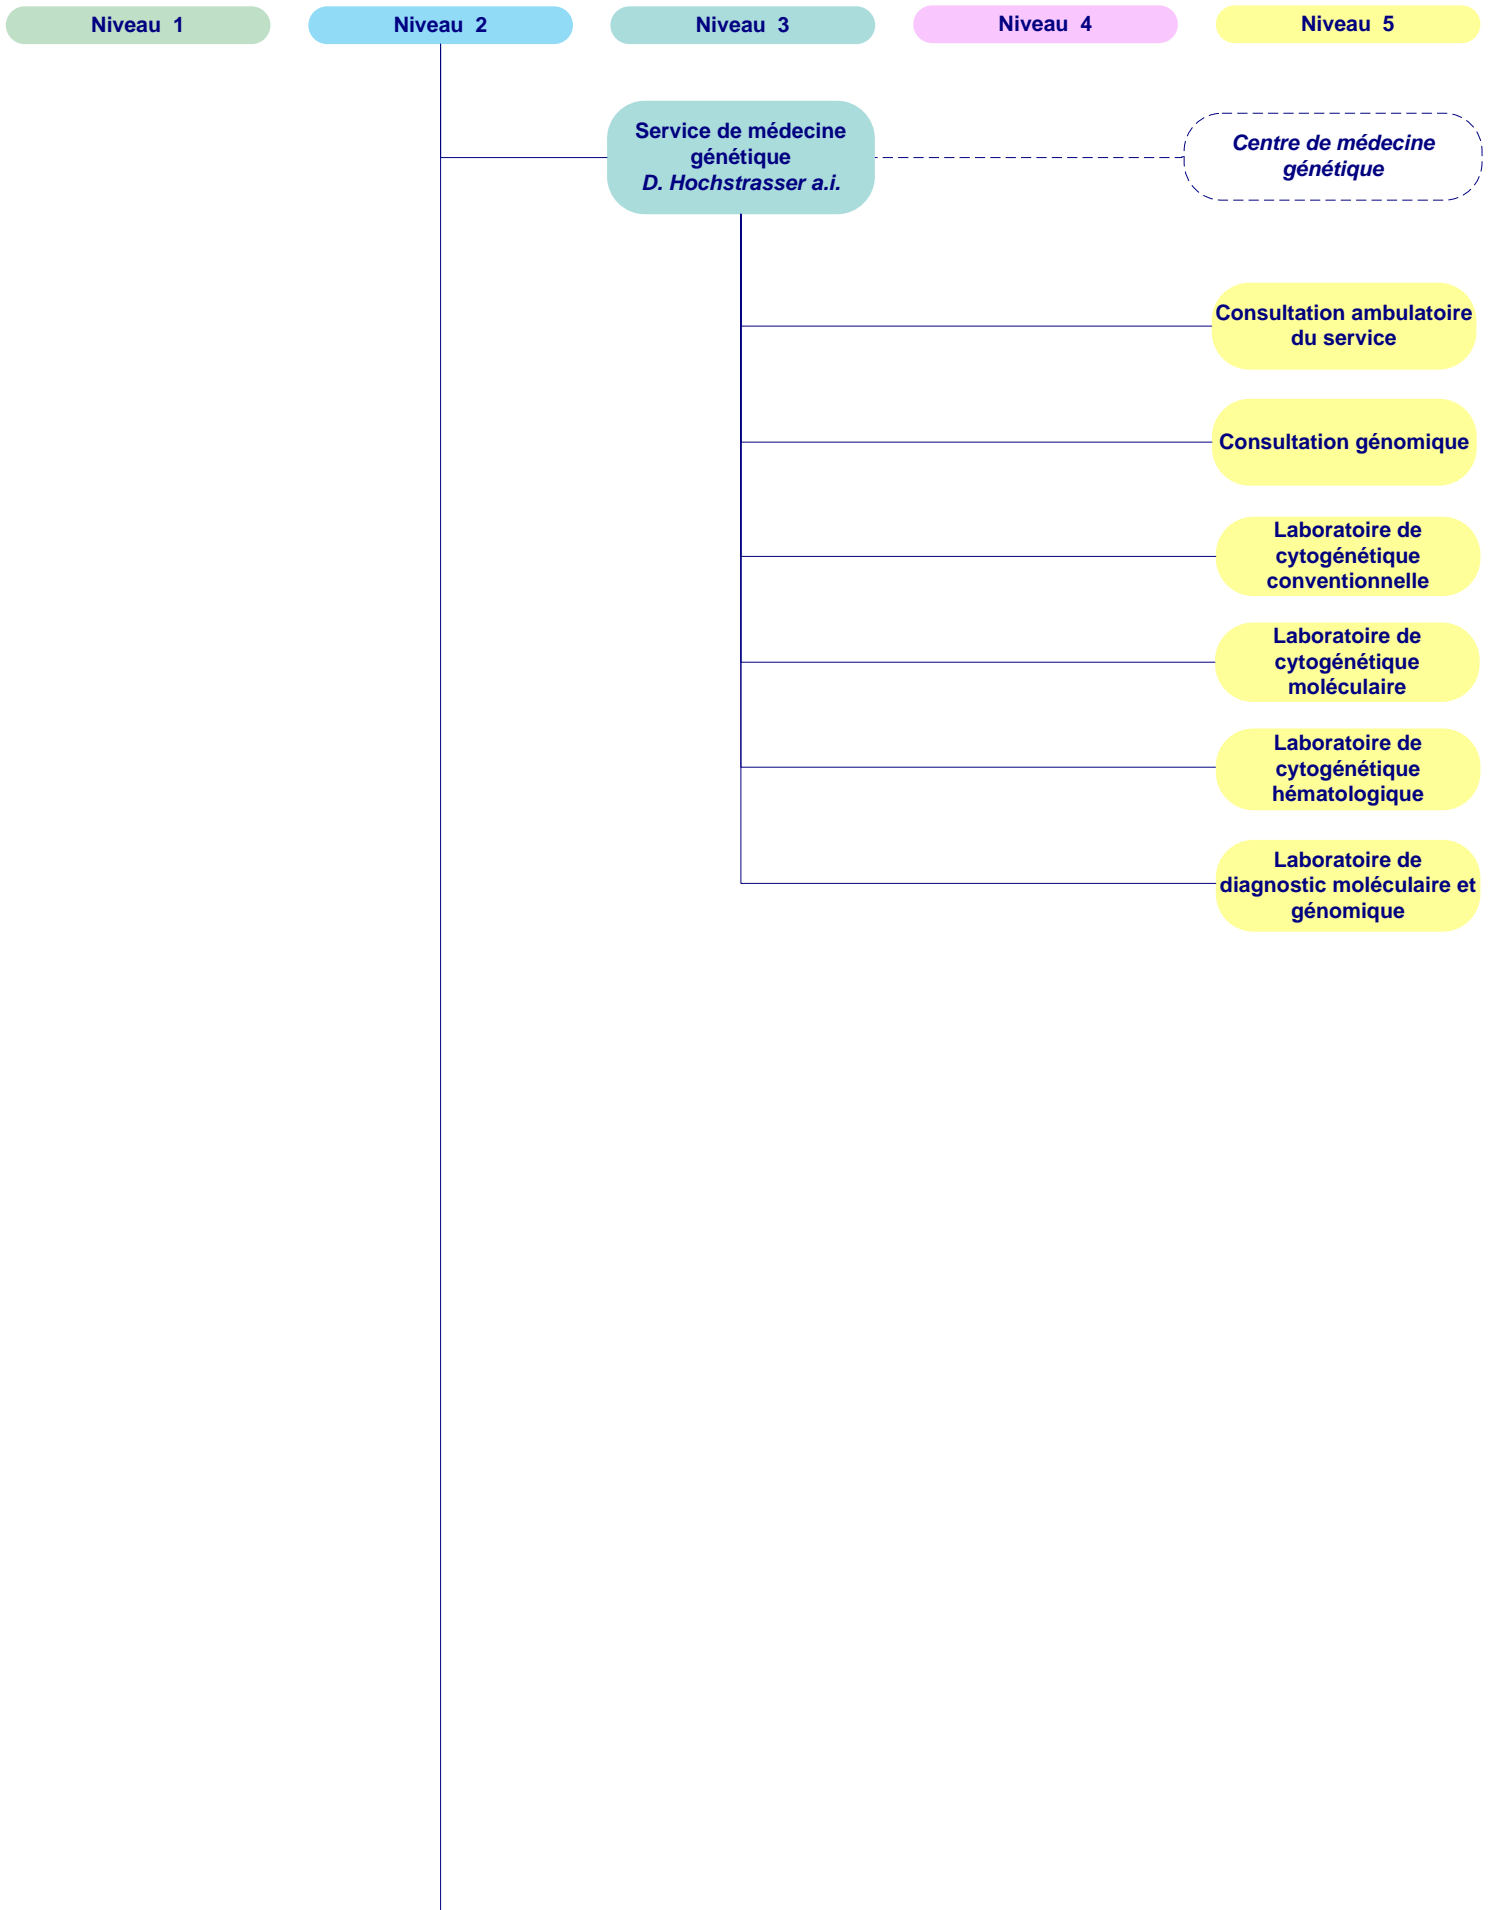 Niveau 1
Niveau 2
Niveau 3
Niveau 4
Niveau 5
Service de médecine
génétique
D. Hochstrasser a.i.
Centre de médecine
génétique
Consultation ambulatoire
du service
Consultation génomique
Laboratoire de
cytogénétique
conventionnelle
Laboratoire de
cytogénétique
moléculaire
Laboratoire de
cytogénétique
hématologique
Laboratoire de
diagnostic moléculaire et
génomique